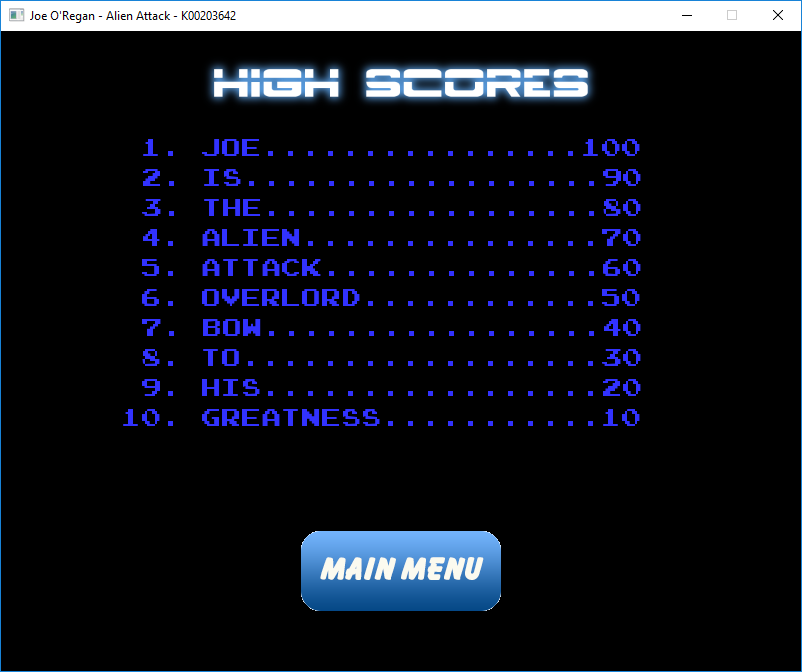 Joe O'Regan - Alien Attack - K00203642
HIGH SCORES
1. JOE................100
2. IS..................90
3. THE.................80
4. ALIEN...............70
5. ATTACK..............60
6. OVERLORD............50
7. BOW.................40
8. TO..................30
9. HIS.................20
10. GREATNESS...........10
MAIN MENU